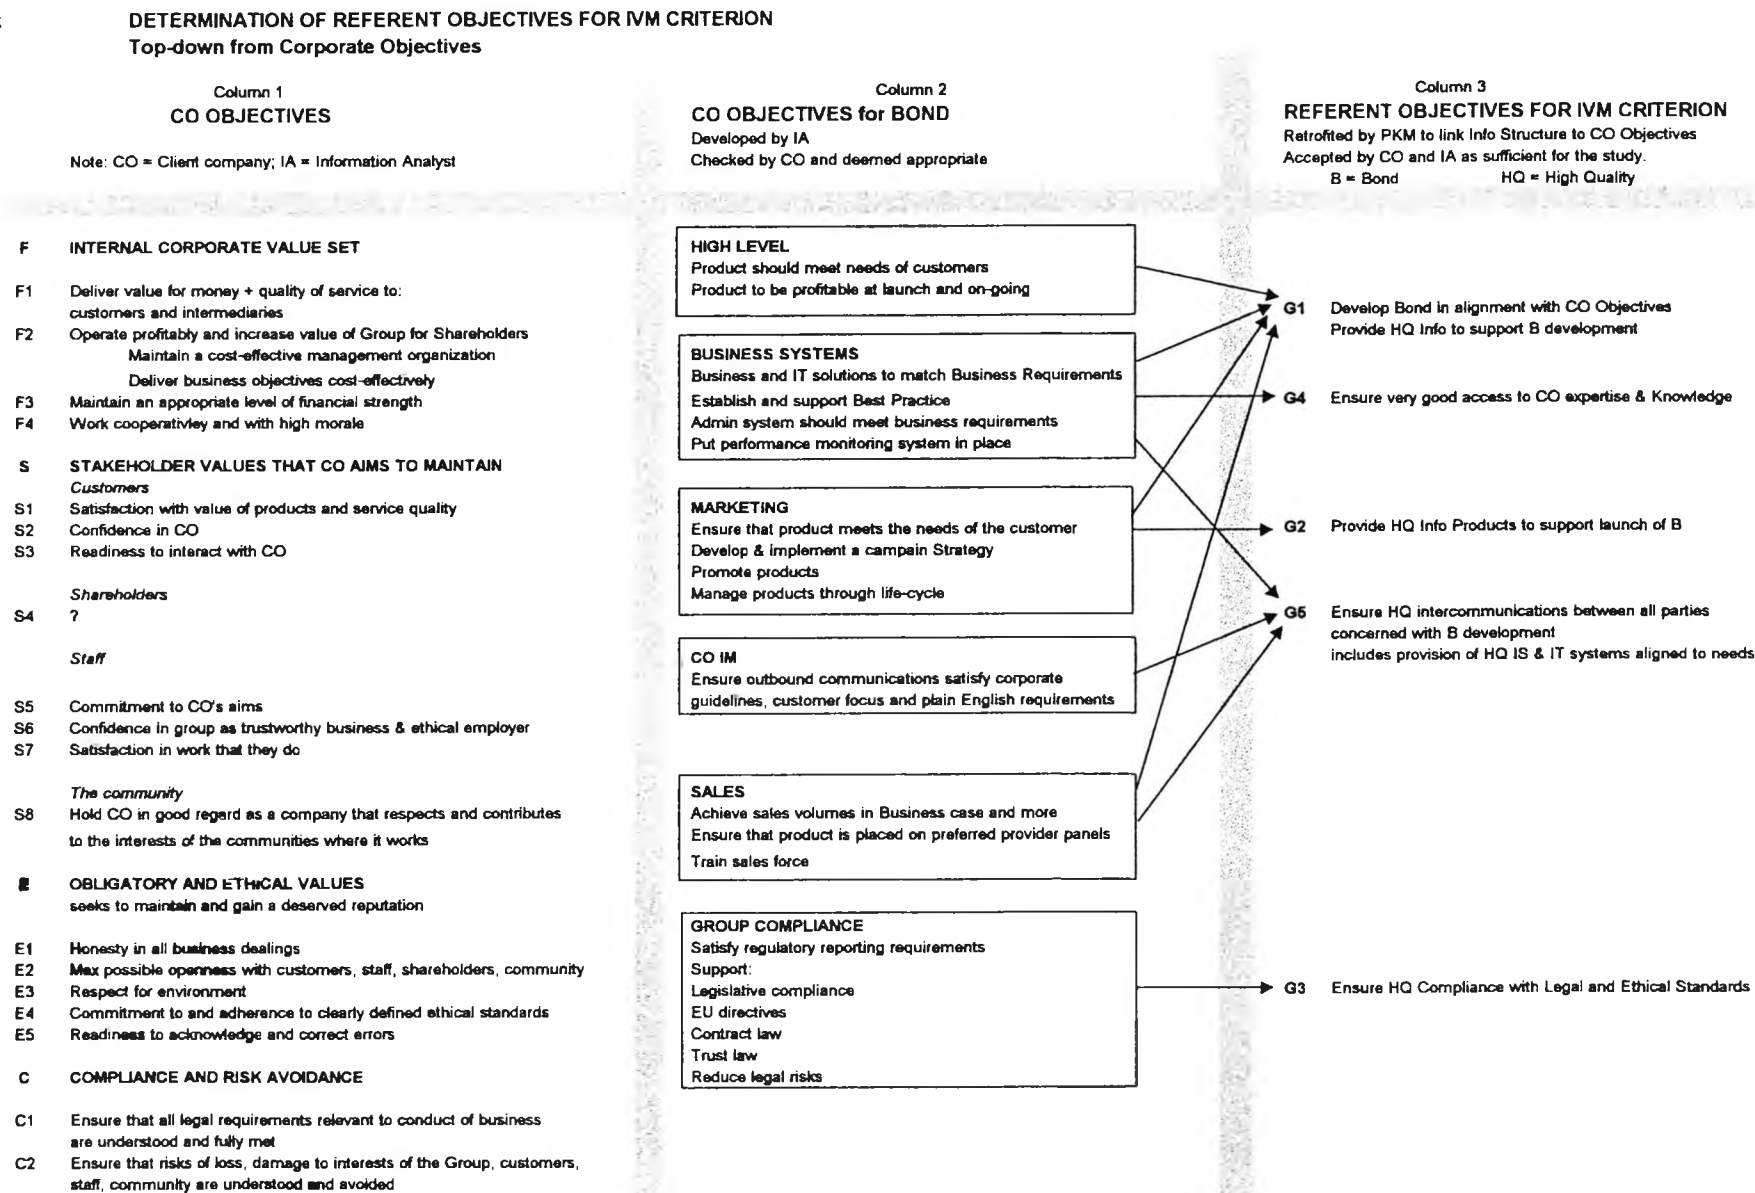 DETERMINATION OF REFERENT OBJECTIVES FOR IVM CRITERION
Top-down from Corporate Objectives
Column 1
CO OBJECTIVES
Note: CO = Client company; IA = Information Analyst
F INTERNAL CORPORATE VALUE SET
F1 Deliver value for money + quality of service to:
customers and intermediaries
F2 Operate profitably and increase value of Group for Shareholders
Maintain a cost-effective management organization
Deliver business objectives cost-effectively
F3 Maintain an appropriate level of financial strength
F4 Work cooperativley and with high morale
S STAKEHOLDER VALUES THAT CO AIMS TO MAINTAIN
Customers
S1 Satisfaction with value of products and service quality
S2 Confidence in CO
S3 Readiness to interact with CO
Shareholders
S4 ?
Staff
S5 Commitment to CO's aims
S6 Confidence in group as trustworthy business & ethical employer
S7 Satisfaction in work that they do
The community
S8 Hold CO in good regard as a company that respects and contributes
to the interests of the communities where it works
E OBLIGATORY AND ETHICAL VALUES
seeks to maintain and gain a deserved reputation
E1 Honesty in all business dealings
E2 Max possible openness with customers, staff, shareholders, community
E3 Respect for environment
E4 Commitment to and adherence to clearly defined ethical standards
E5 Readiness to acknowledge and correct errors
C COMPLIANCE AND RISK AVOIDANCE
C1 Ensure that all legal requirements relevant to conduct of business
are understood and fully met
C2 Ensure that risks of loss, damage to interests of the Group, customers,
staff, community are understood and avoided
Column 2
CO OBJECTIVES for BOND
Developed by IA
Checked by CO and deemed appropriate
HIGH LEVEL
Product should meet needs of customers
Product to be profitable at launch and on-going
BUSINESS SYSTEMS
Business and IT solutions to match Business Requirements
Establish and support Best Practice
Admin system should meet business requirements
Put performance monitoring system in place
MARKETING
Ensure that product meets the needs of the customer
Develop & implement a campain Strategy
Promote products
Manage products through life-cycle
CO IM
Ensure outbound communications satisfy corporate
guidelines, customer focus and plain English requirements
SALES
Achieve sales volumes in Business case and more
Ensure that product is placed on preferred provider panels
Train sales force
GROUP COMPLIANCE
Satisfy regulatory reporting requirements
Support:
Legislative compliance
EU directives
Contract law
Trust law
Reduce legal risks
Column 3
REFERENT OBJECTIVES FOR IVM CRITERION
Retrofited by PKM to link Info Structure to CO Objectives
Accepted by CO and IA as sufficient for the study.
B = Bond HQ = High Quality
G1 Develop Bond in alignment with CO Objectives
Provide HQ Info to support B development
G4 Ensure very good access to CO expertise & Knowledge
G2 Provide HQ Info Products to support launch of B
G5 Ensure HQ intercommunications between all parties
concerned with B development
includes provision of HQ IS & IT systems aligned to needs
G3 Ensure HQ Compliance with Legal and Ethical Standards